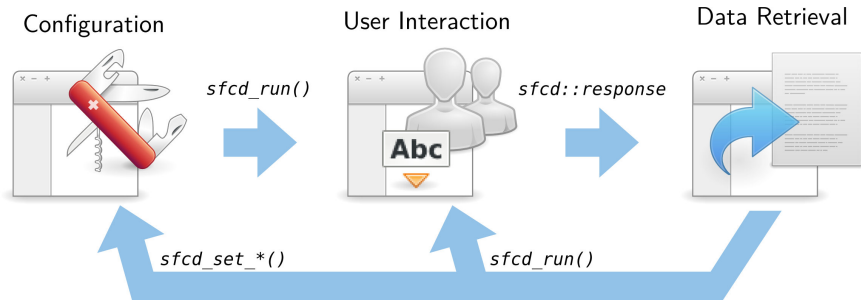 Configuration
User Interaction
Data Retrieval
sfcd_run()
sfcd::response
Abc
sfcd_set_*()
sfcd_run()